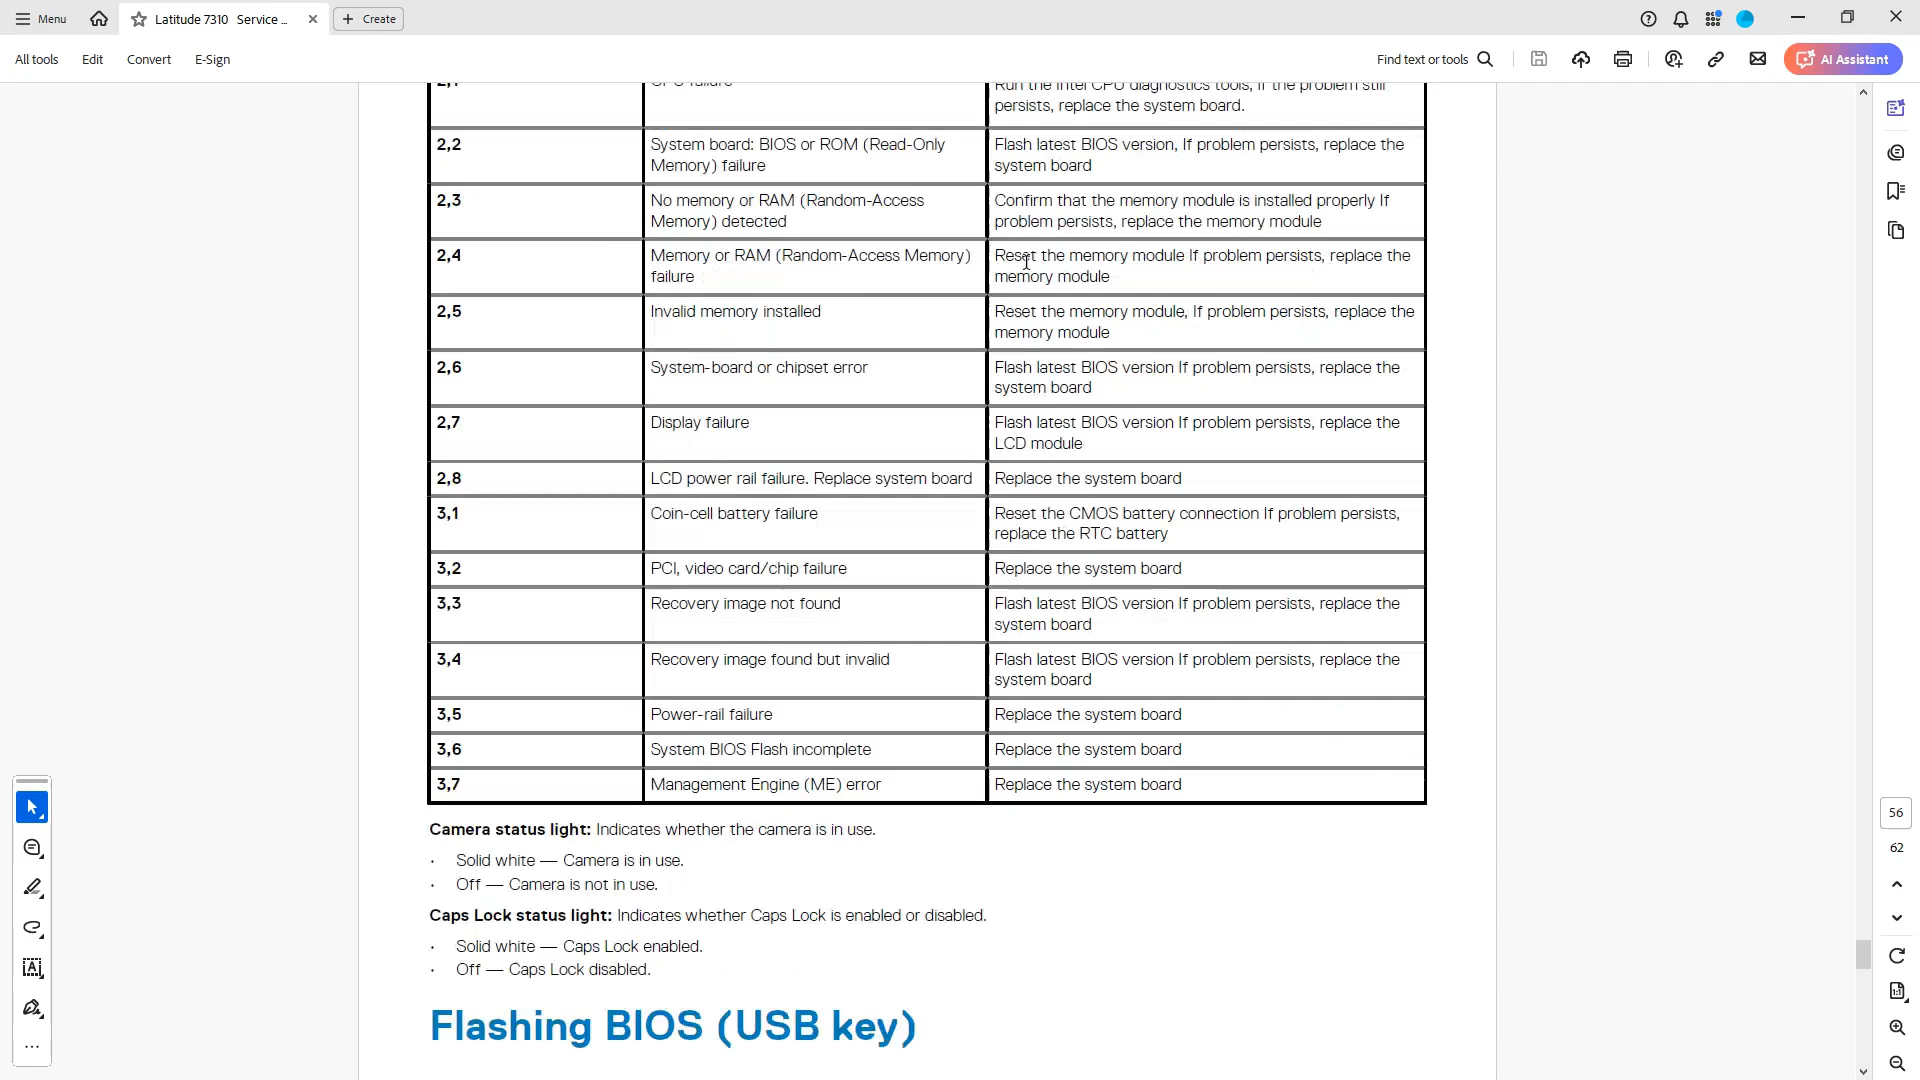 Menu
Latitude 7310   Service ...
Create
All tools
Edit
Convert
E-Sign
Find text or tools
AI Assistant
persists, replace the system board.
2,2
System board: BIOS or ROM (Read-Only
Memory) failure
Flash latest BIOS version, If problem persists, replace the
system board
2,3
No memory or RAM (Random-Access
Memory) detected
Confirm that the memory module is installed properly If
problem persists, replace the memory module
2,4
Memory or RAM (Random-Access Memory)
failure
Reset the memory module If problem persists, replace the
memory module
2,5
Invalid memory installed
Reset the memory module, If problem persists, replace the
memory module
2,6
System-board or chipset error
Flash latest BIOS version If problem persists, replace the
system board
2,7
Display failure
Flash latest BIOS version If problem persists, replace the
LCD module
2,8
LCD power rail failure. Replace system board
Replace the system board
3,1
Coin-cell battery failure
Reset the CMOS battery connection If problem persists,
replace the RTC battery
3,2
PCI, video card/chip failure
Replace the system board
3,3
Recovery image not found
Flash latest BIOS version If problem persists, replace the
system board
3,4
Recovery image found but invalid
Flash latest BIOS version If problem persists, replace the
system board
3,5
Power-rail failure
Replace the system board
3,6
System BIOS Flash incomplete
Replace the system board
3,7
Management Engine (ME) error
Replace the system board
Camera status light: Indicates whether the camera is in use.
• Solid white — Camera is in use.
• Off — Camera is not in use.
Caps Lock status light: Indicates whether Caps Lock is enabled or disabled.
• Solid white — Caps Lock enabled.
• Off — Caps Lock disabled.
Flashing BIOS (USB key)
56
62